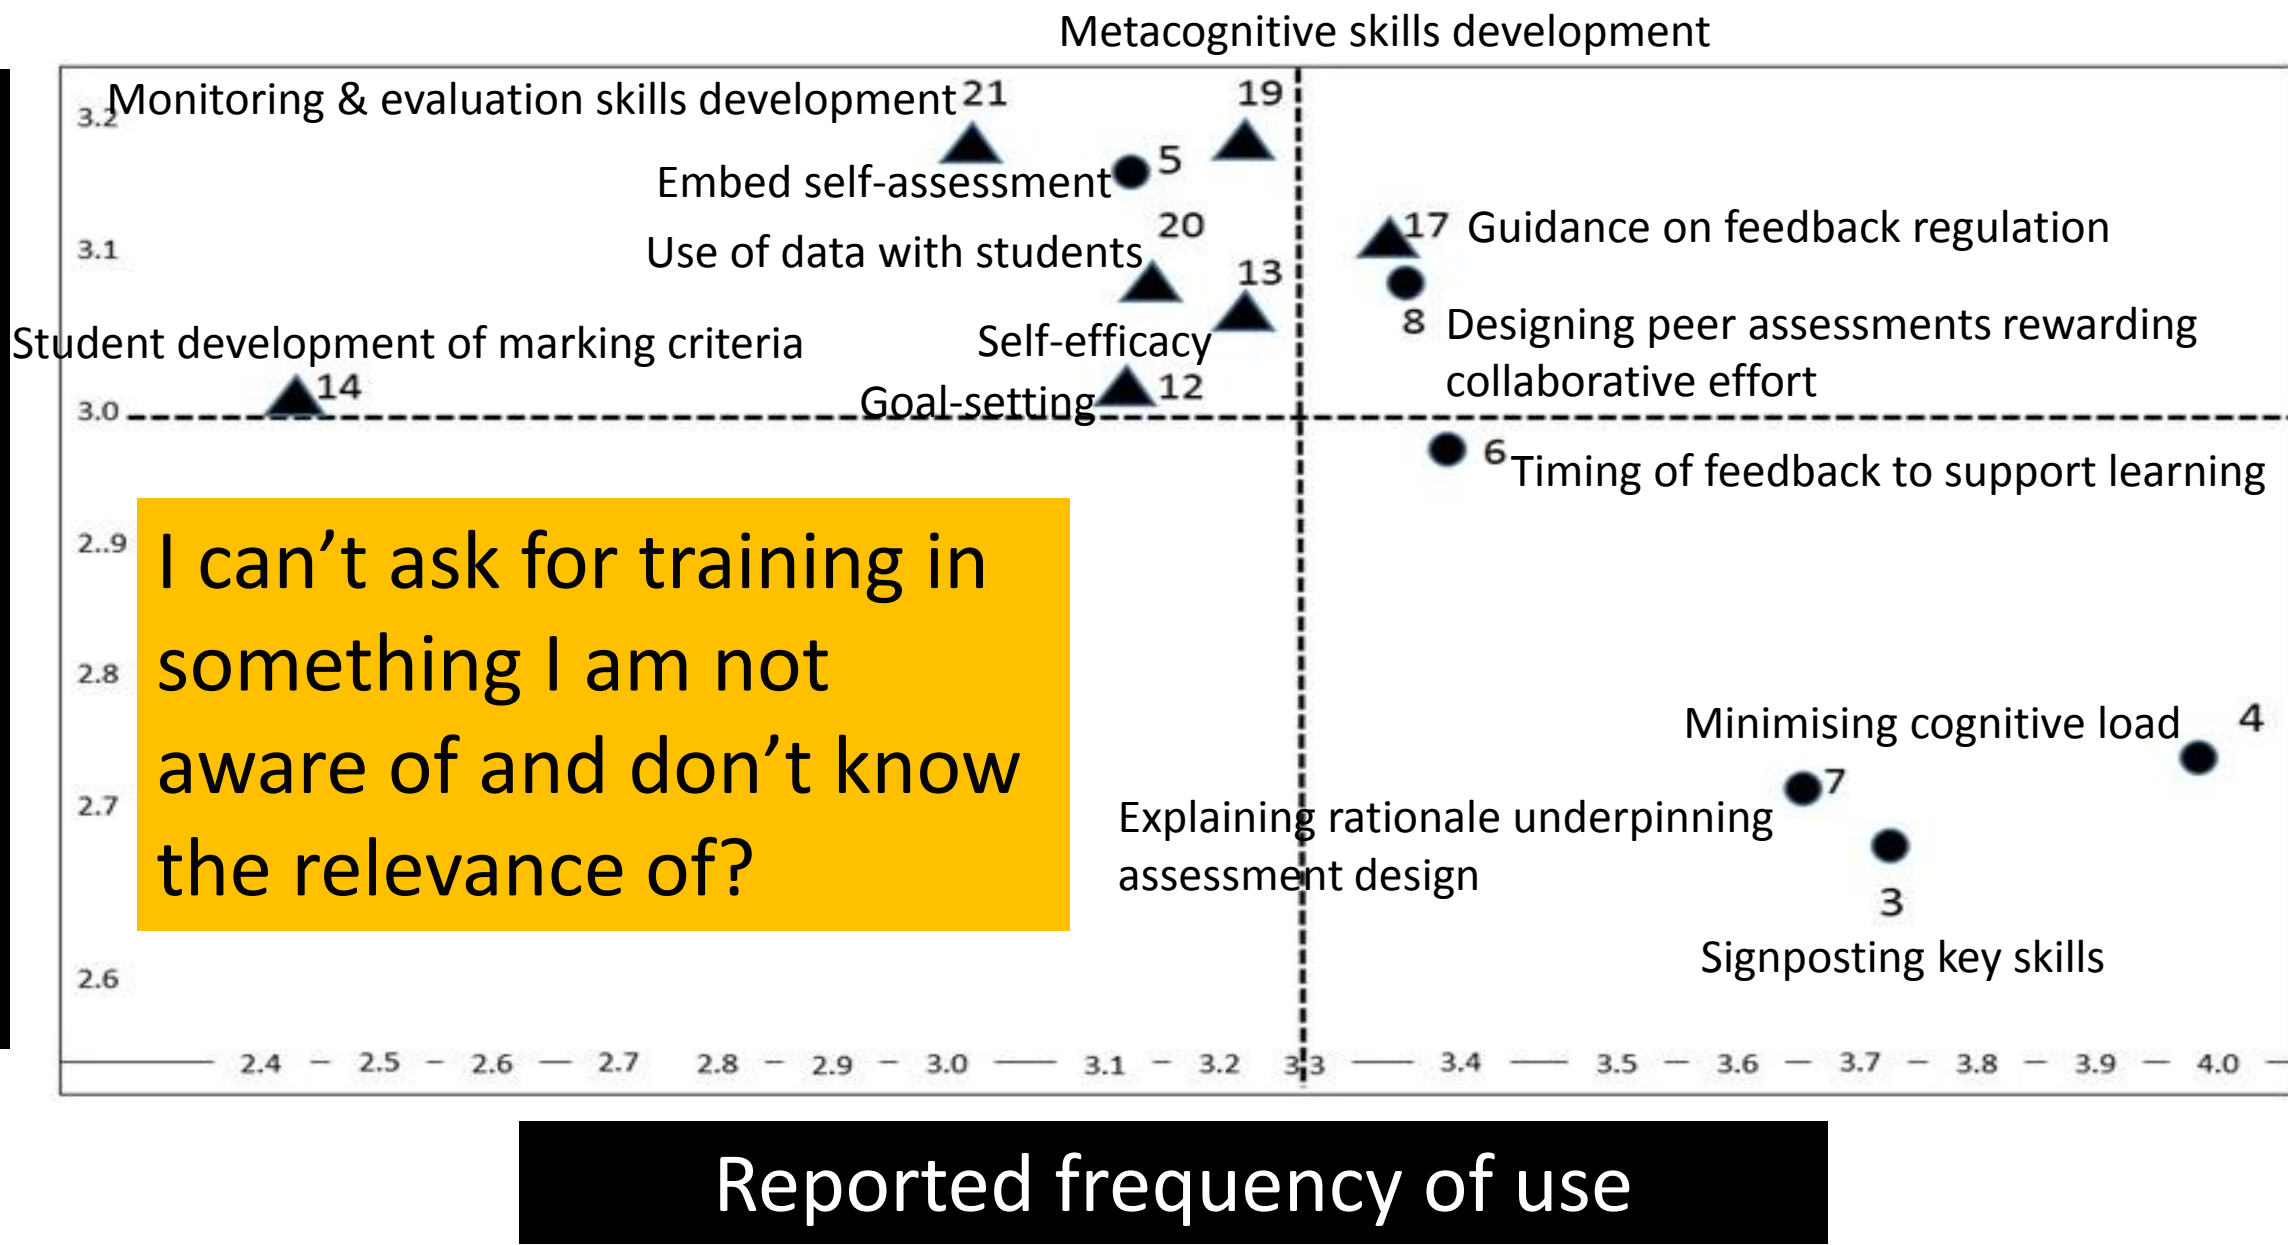 Metacognitive skills development
3.2
Monitoring & evaluation skills development
21
19
Embed self-assessment
5
20
17
Guidance on feedback regulation
3.1
Use of data with students
13
8
Designing peer assessments rewarding
collaborative effort
Student development of marking criteria
Self-efficacy
14
Goal-setting
12
3.0
6
Timing of feedback to support learning
2..9
I can't ask for training in
something I am not
aware of and don't know
the relevance of?
2.8
Minimising cognitive load
4
7
2.7
Explaining rationale underpinning
assessment design
3
Signposting key skills
2.6
2.4 – 2.5 – 2.6 — 2.7 2.8 – 2.9 – 3.0 — 3.1 – 3.2 3.3 — 3.4 — 3.5 – 3.6 – 3.7 – 3.8 – 3.9 – 4.0 –
Reported frequency of use